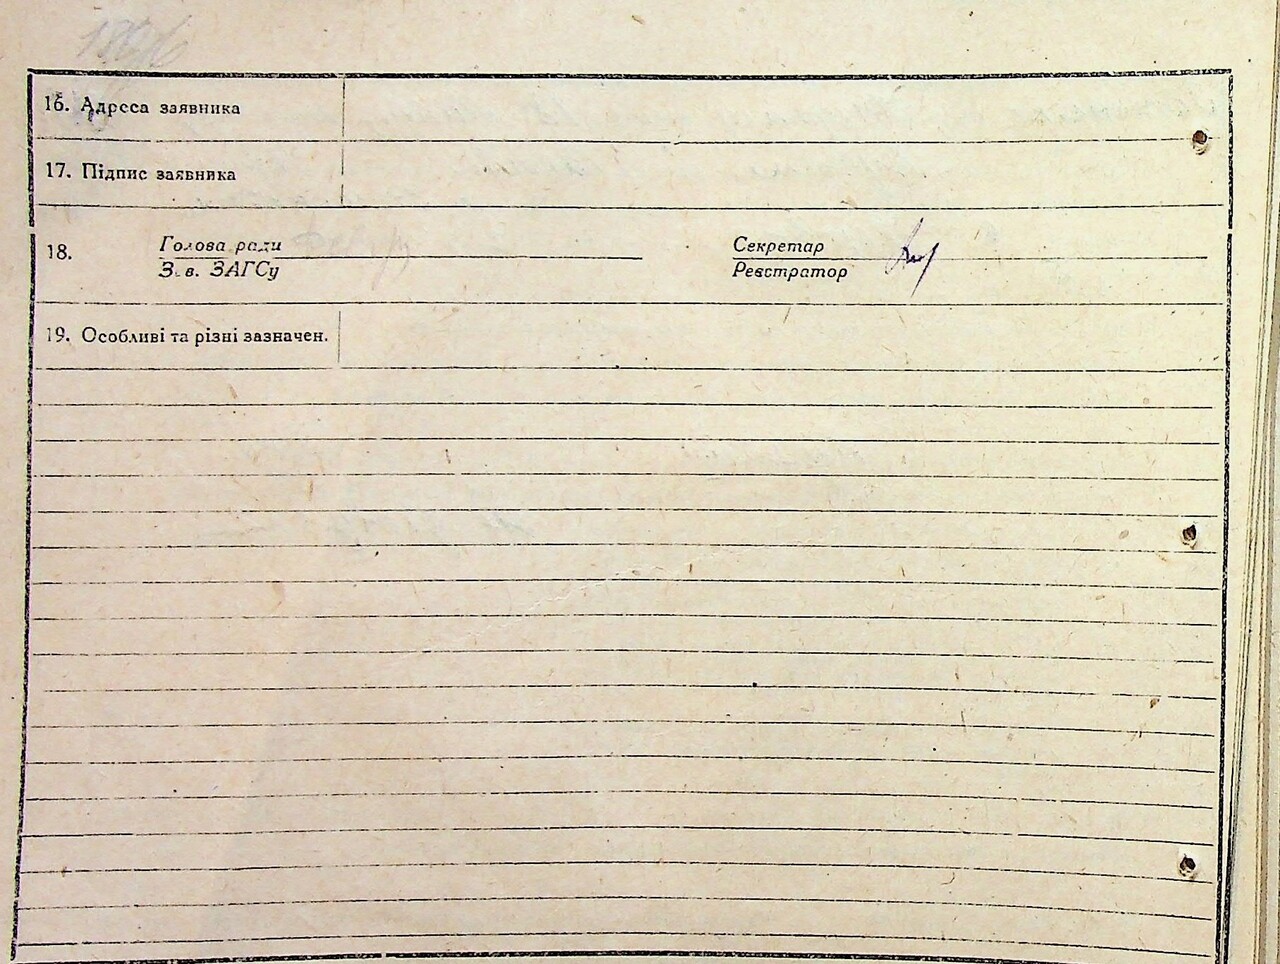 16. Адреса заявника
17. Підпис заявника
18. Голова ради Секретар
З.в. ЗАГСу Реєстратор
19. Особливі та різні зазначен.